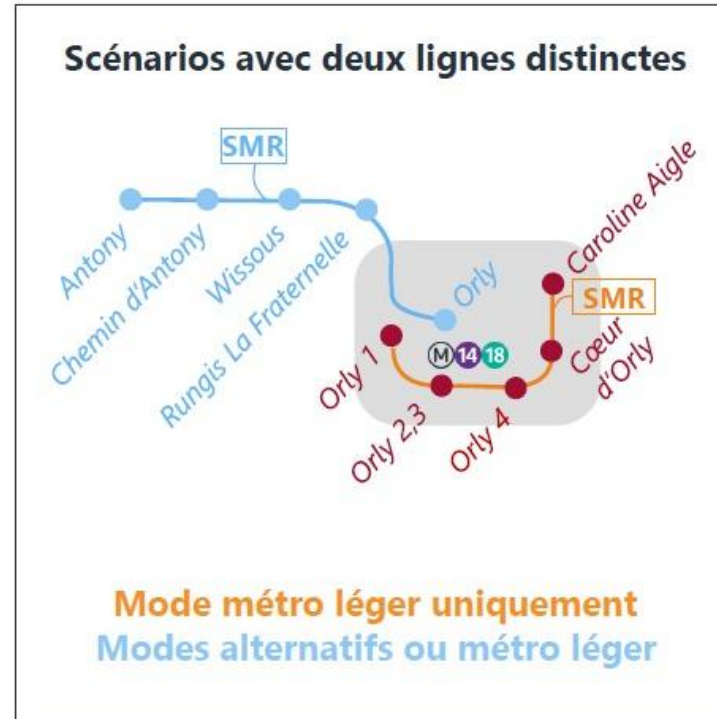 Scénarios avec deux lignes distinctes
SMR
Antony
Chemin d'Antony
Wissous
Rungis La Fraternelle
Orly
Caroline Aigle
SMR
Cœur
d'Orly
M 14 18
Orly 1
Orly 2,3
Orly 4
Mode métro léger uniquement
Modes alternatifs ou métro léger